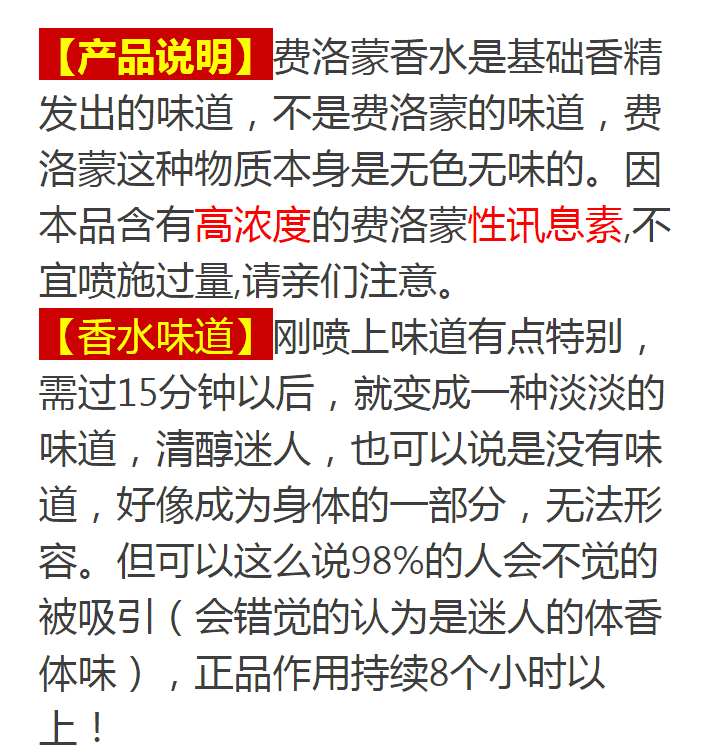 【产品说明】费洛蒙香水是基础香精
发出的味道，不是费洛蒙的味道，费
洛蒙这种物质本身是无色无味的。因
本品含有高浓度的费洛蒙性讯息素,不
宜喷施过量,请亲们注意。
【香水味道】刚喷上味道有点特别，
需过15分钟以后，就变成一种淡淡的
味道，清醇迷人，也可以说是没有味
道，好像成为身体的一部分，无法形
容。但可以这么说98%的人会不觉的
被吸引（会错觉的认为是迷人的体香
体味），正品作用持续8个小时以
上！